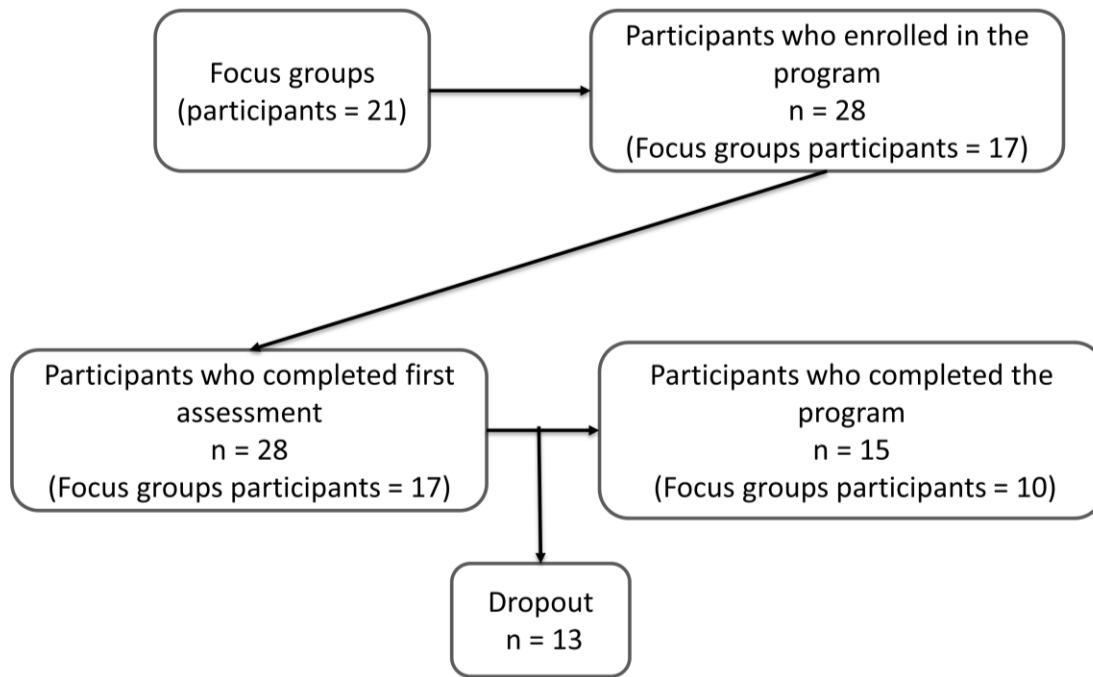 Focus groups
(participants = 21)
Participants who enrolled in the
program
n = 28
(Focus groups participants = 17)
Participants who completed first
assessment
n = 28
(Focus groups participants = 17)
Participants who completed the
program
n = 15
(Focus groups participants = 10)
Dropout
n = 13